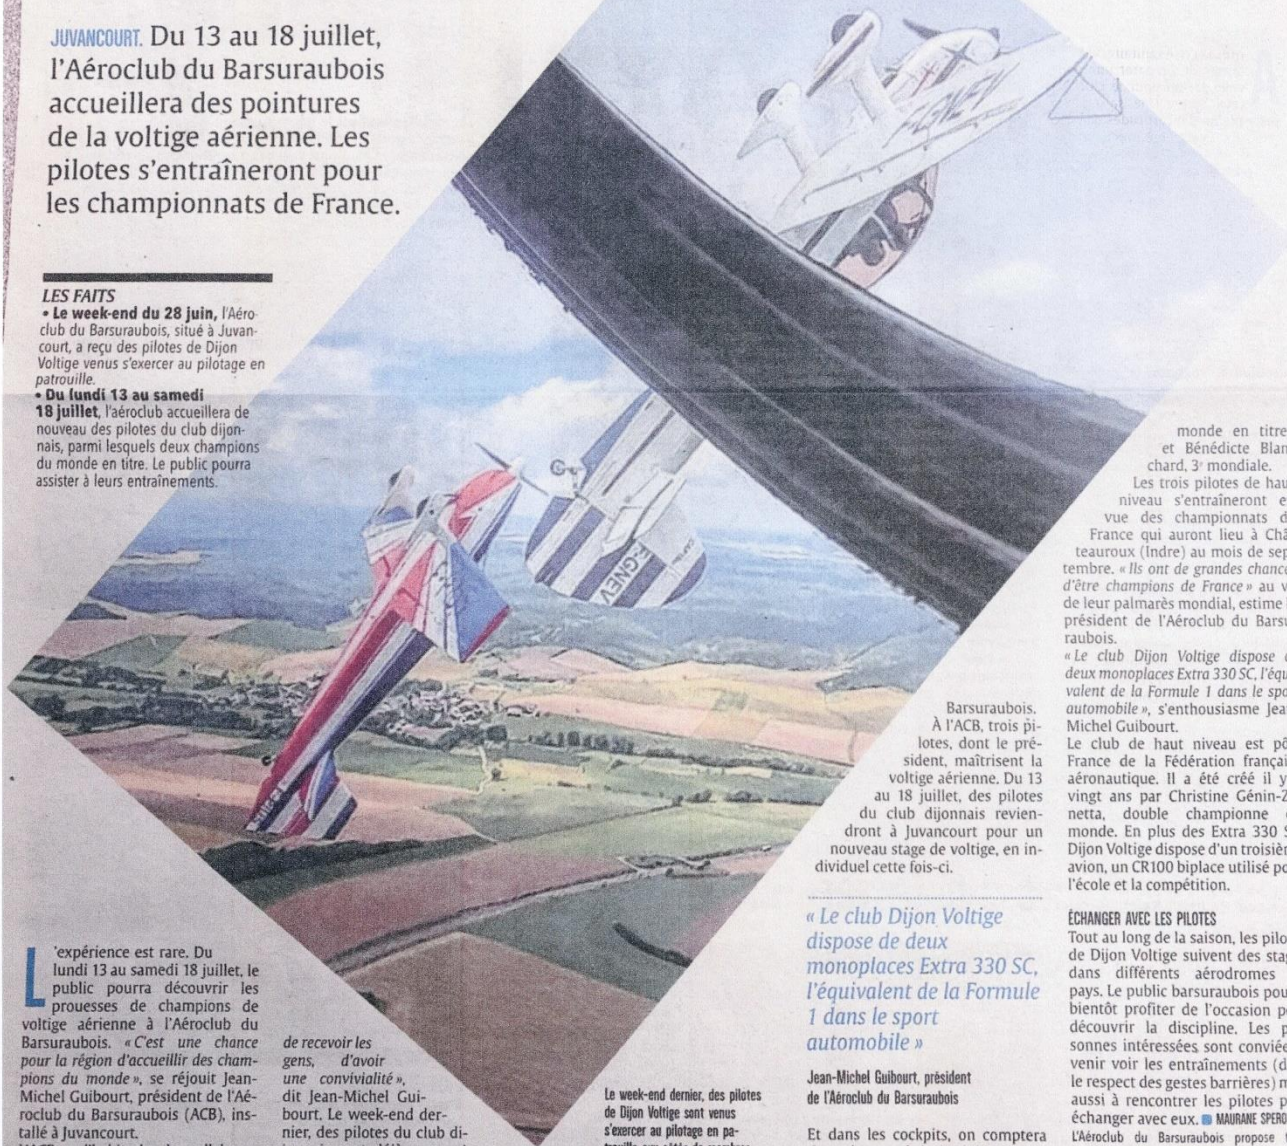 JUVANCOURT. Du 13 au 18 juillet,
l'Aéroclub du Barsuraubois
accueillera des pointures
de la voltige aérienne. Les
pilotes s'entraîneront pour
les championnats de France.
LES FAITS
• Le week-end du 28 juin, l'Aéro-
club du Barsuraubois, situé à Juvan-
court, a reçu des pilotes de Dijon
Voltige venus s'exercer au pilotage en
patrouille.
• Du lundi 13 au samedi
18 juillet, l'aéroclub accueillera de
nouveau des pilotes du club dijon-
nais, parmi lesquels deux champions
du monde en titre. Le public pourra
assister à leurs entraînements.
F-GNEV
F-GNEV
L'expérience est rare. Du
lundi 13 au samedi 18 juillet, le
public pourra découvrir les
prouesses de champions de
voltige aérienne à l'Aéroclub du
Barsuraubois. « C'est une chance
pour la région d'accueillir des cham-
pions du monde », se réjouit Jean-
Michel Guibourt, président de l'Aé-
roclub du Barsuraubois (ACB), ins-
tallé à Juvancourt.
de recevoir les
gens, d'avoir
une convivialité »,
dit Jean-Michel Gui-
bourt. Le week-end der-
nier, des pilotes du club di-
Le week-end dernier, des pilotes
de Dijon Voltige sont venus
s'exercer au pilotage en pa-
Barsuraubois.
À l'ACB, trois pi-
lotes, dont le pré-
sident, maîtrisent la
voltige aérienne. Du 13
au 18 juillet, des pilotes
du club dijonnais revien-
dront à Juvancourt pour un
nouveau stage de voltige, en in-
dividuel cette fois-ci.
« Le club Dijon Voltige
dispose de deux
monoplaces Extra 330 SC,
l'équivalent de la Formule
1 dans le sport
automobile »
Jean-Michel Guibourt, président
de l'Aéroclub du Barsuraubois
Et dans les cockpits, on comptera
monde en titre
et Bénédicte Blan
chard, 3e mondiale.
Les trois pilotes de hau
niveau s'entraîneront e
vue des championnats d
France qui auront lieu à Châ
teauroux (Indre) au mois de sep
tembre. « Ils ont de grandes chance
d'être champions de France » au v
de leur palmarès mondial, estime
président de l'Aéroclub du Barsu
raubois.
« Le club Dijon Voltige dispose
deux monoplaces Extra 330 SC, l'équ
valent de la Formule 1 dans le spo
automobile », s'enthousiasme Jea
Michel Guibourt.
Le club de haut niveau est pô
France de la Fédération françai
aéronautique. Il a été créé il y
vingt ans par Christine Génin-Z
netta, double championne
monde. En plus des Extra 330 S
Dijon Voltige dispose d'un troisièm
avion, un CR100 biplace utilisé po
l'école et la compétition.
ÉCHANGER AVEC LES PILOTES
Tout au long de la saison, les pilo
de Dijon Voltige suivent des sta
dans différents aérodromes
pays. Le public barsuraubois pou
bientôt profiter de l'occasion p
découvrir la discipline. Les p
sonnes intéressées sont conviée
venir voir les entraînements (d
le respect des gestes barrières) m
aussi à rencontrer les pilotes p
échanger avec eux. MAURANE SPERO
l'Aéroclub du Barsuraubois propose